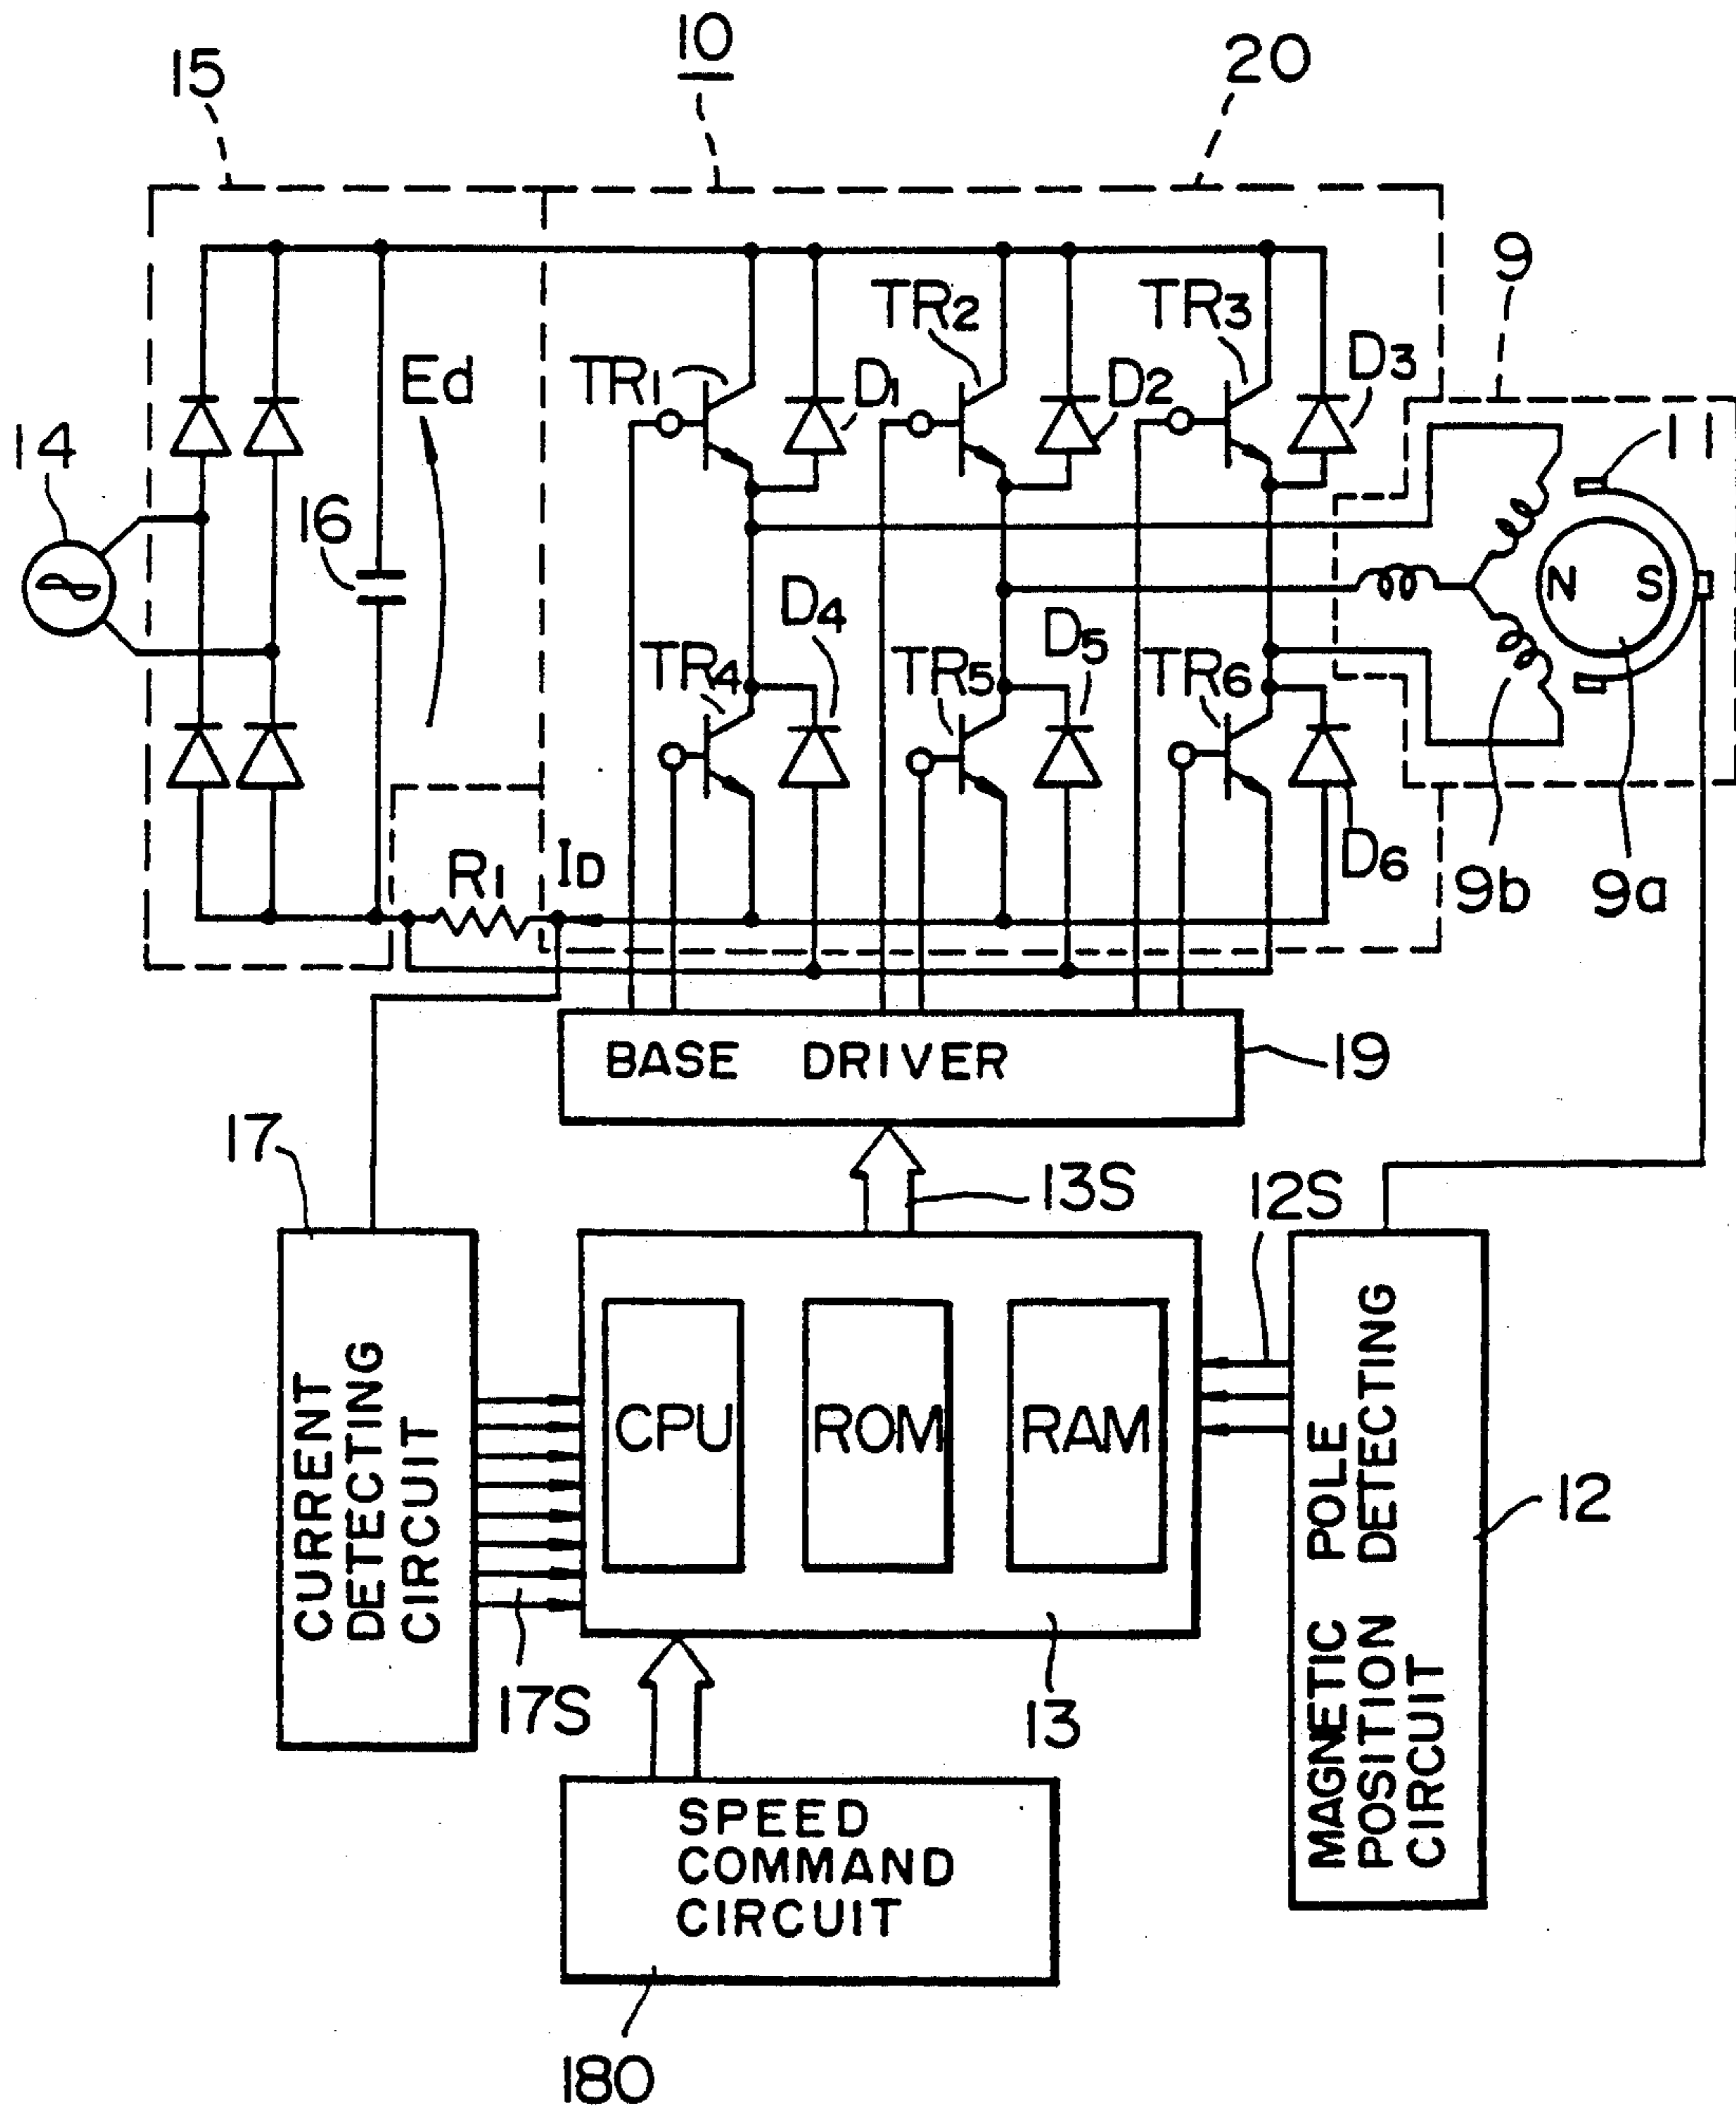 15
10
20
9
TR1
D1
TR2
D2
TR3
D3
11
Ed
14
16
N S
TR4
D4
TR5
D5
TR6
D6
R1
ID
9b
9a
BASE DRIVER
19
17
13S
12S
CURRENT
DETECTING
CIRCUIT
17S
CPU
ROM
RAM
13
MAGNETIC POLE
POSITION DETECTING
CIRCUIT
12
SPEED
COMMAND
CIRCUIT
180